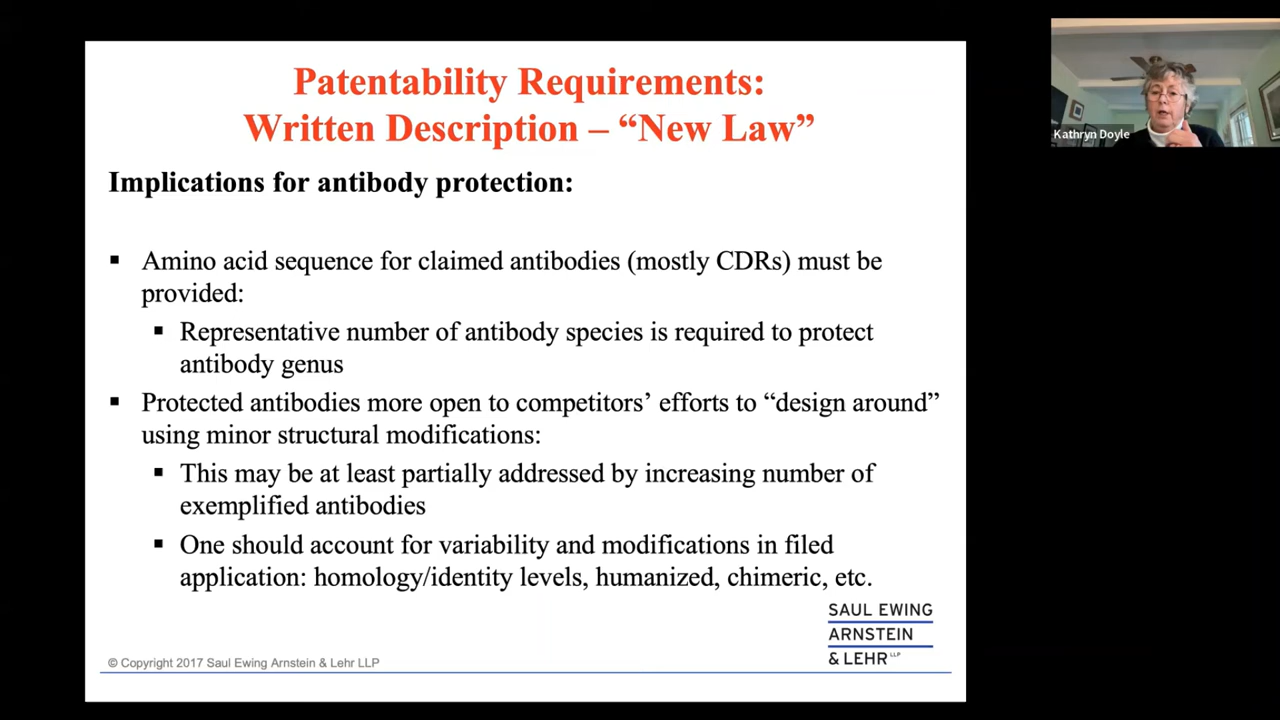 Patentability Requirements:
Written Description – “New Law”
Kathryn Doyle
Implications for antibody protection:
▪ Amino acid sequence for claimed antibodies (mostly CDRs) must be
provided:
▪ Representative number of antibody species is required to protect
antibody genus
▪ Protected antibodies more open to competitors’ efforts to “design around”
using minor structural modifications:
▪ This may be at least partially addressed by increasing number of
exemplified antibodies
▪ One should account for variability and modifications in filed
application: homology/identity levels, humanized, chimeric, etc.
SAUL EWING
ARNSTEIN
& LEHR LLP
© Copyright 2017 Saul Ewing Arnstein & Lehr LLP